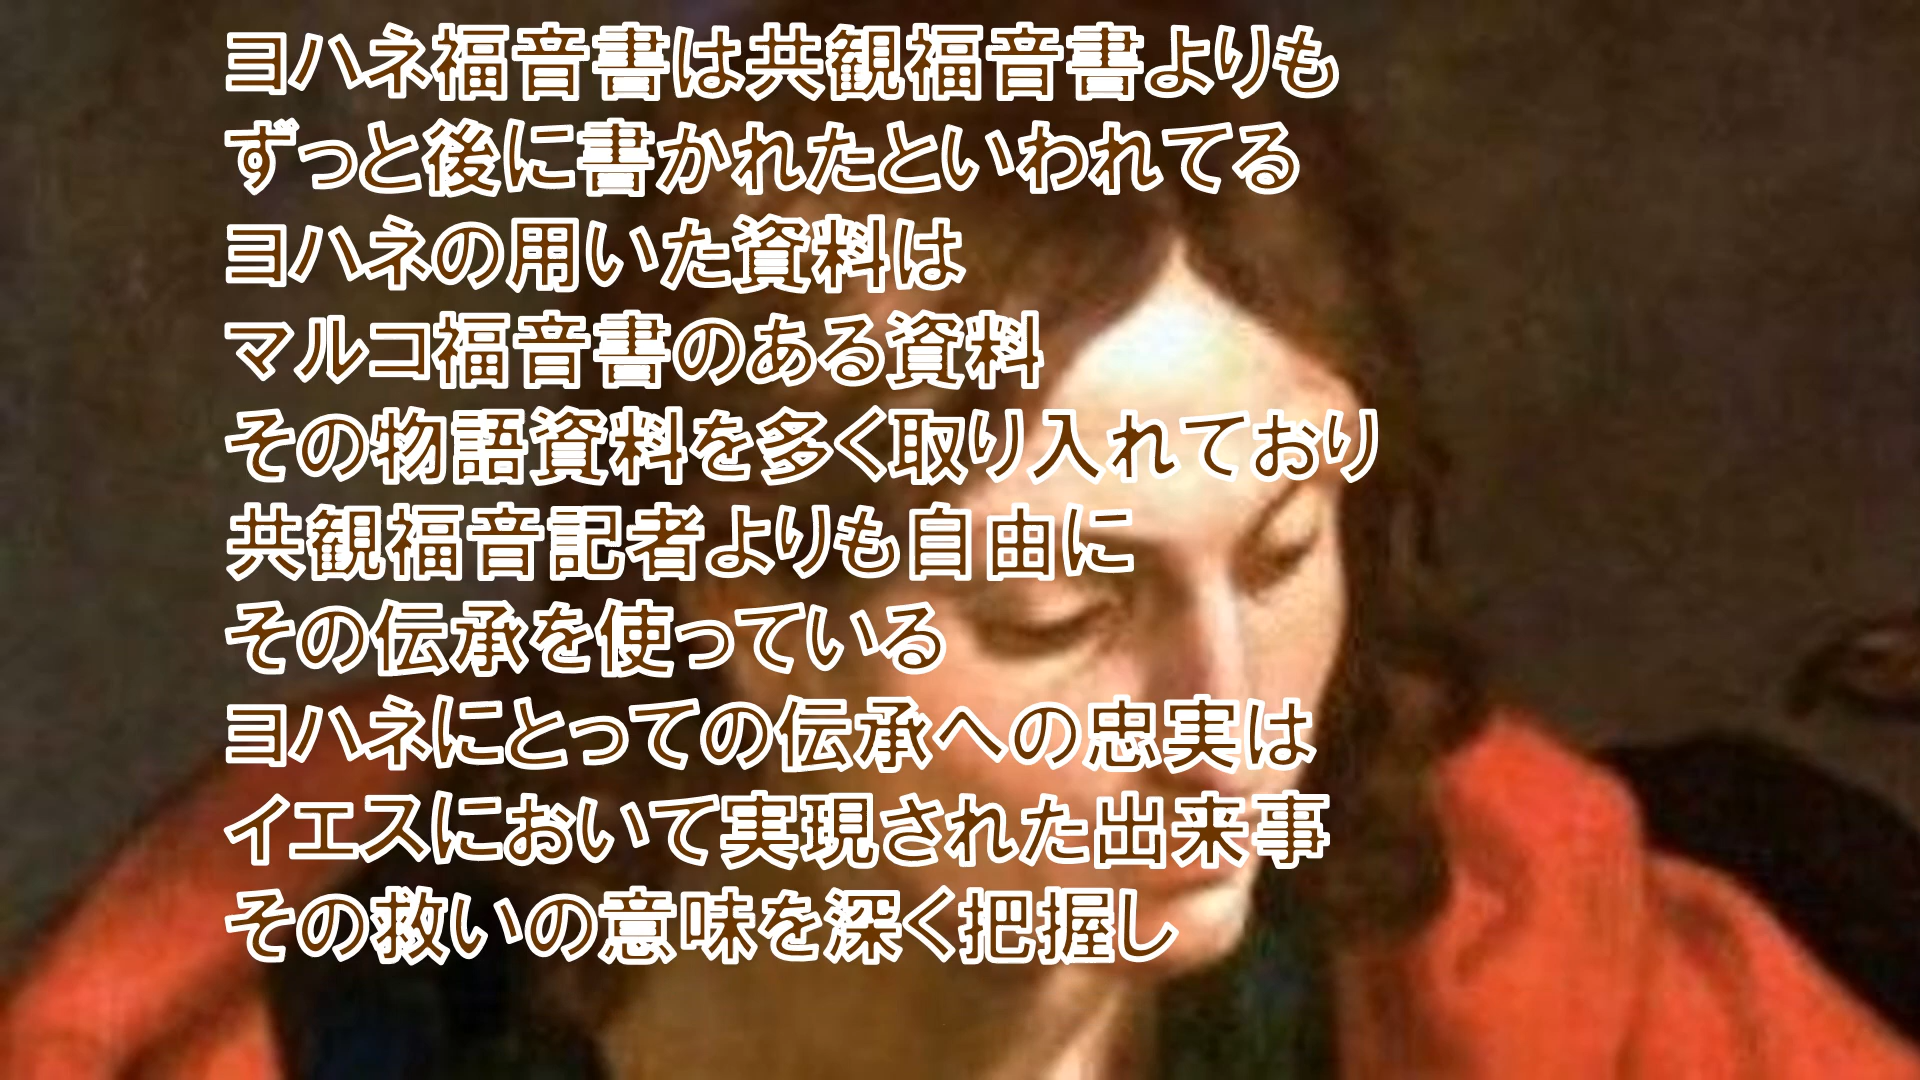 ヨハネ福音書は共観福音書よりも
ずっと後に書かれたといわれてる
ヨハネの用いた資料は
マルコ福音書のある資料
その物語資料を多く取り入れており
共観福音記者よりも自由に
その伝承を使っている
ヨハネにとっての伝承への忠実は
イエスにおいて実現された出来事
その救いの意味を深く把握し